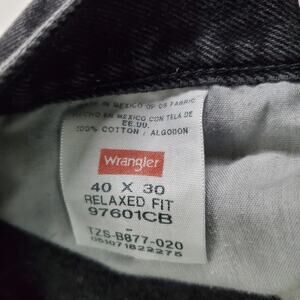 MADE IN MEXICO OF US FABRIC
HECHO EN MEXICO CON TELA DE
EE.UU.
100% COTTON / ALGODON
Wrangler
40 X 30
RELAXED FIT
97601CB
-
TZS-B877-020
051071822275